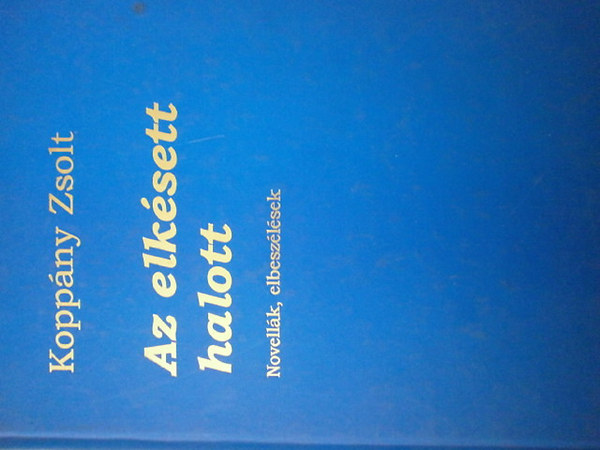 Koppány Zsolt
Az elkésett
halott
Novellák, elbeszélések